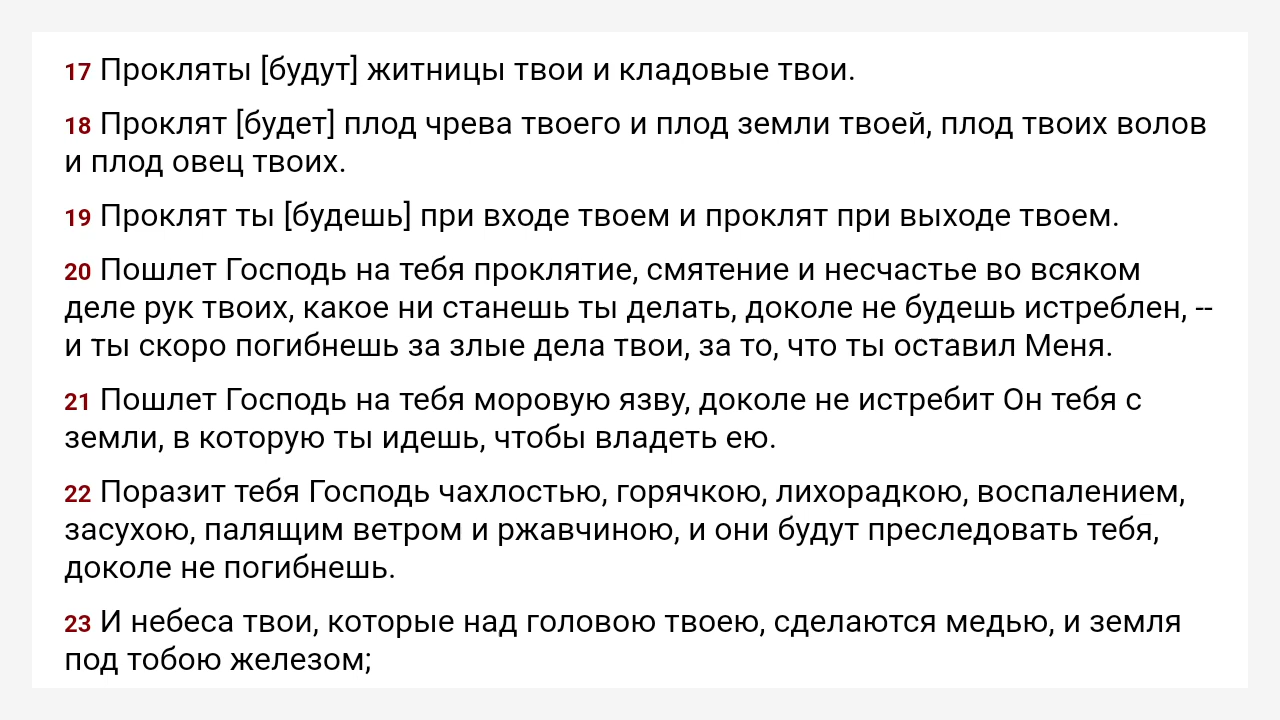 17 Прокляты [будут] житницы твои и кладовые твои.
18 Проклят [будет] плод чрева твоего и плод земли твоей, плод твоих волов
и плод овец твоих.
19 Проклят ты [будешь] при входе твоем и проклят при выходе твоем.
20 Пошлет Господь на тебя проклятие, смятение и несчастье во всяком
деле рук твоих, какое ни станешь ты делать, доколе не будешь истреблен, --
и ты скоро погибнешь за злые дела твои, за то, что ты оставил Меня.
21 Пошлет Господь на тебя моровую язву, доколе не истребит Он тебя с
земли, в которую ты идешь, чтобы владеть ею.
22 Поразит тебя Господь чахлостью, горячкою, лихорадкою, воспалением,
засухою, палящим ветром и ржавчиною, и они будут преследовать тебя,
доколе не погибнешь.
23 И небеса твои, которые над головою твоею, сделаются медью, и земля
под тобою железом;